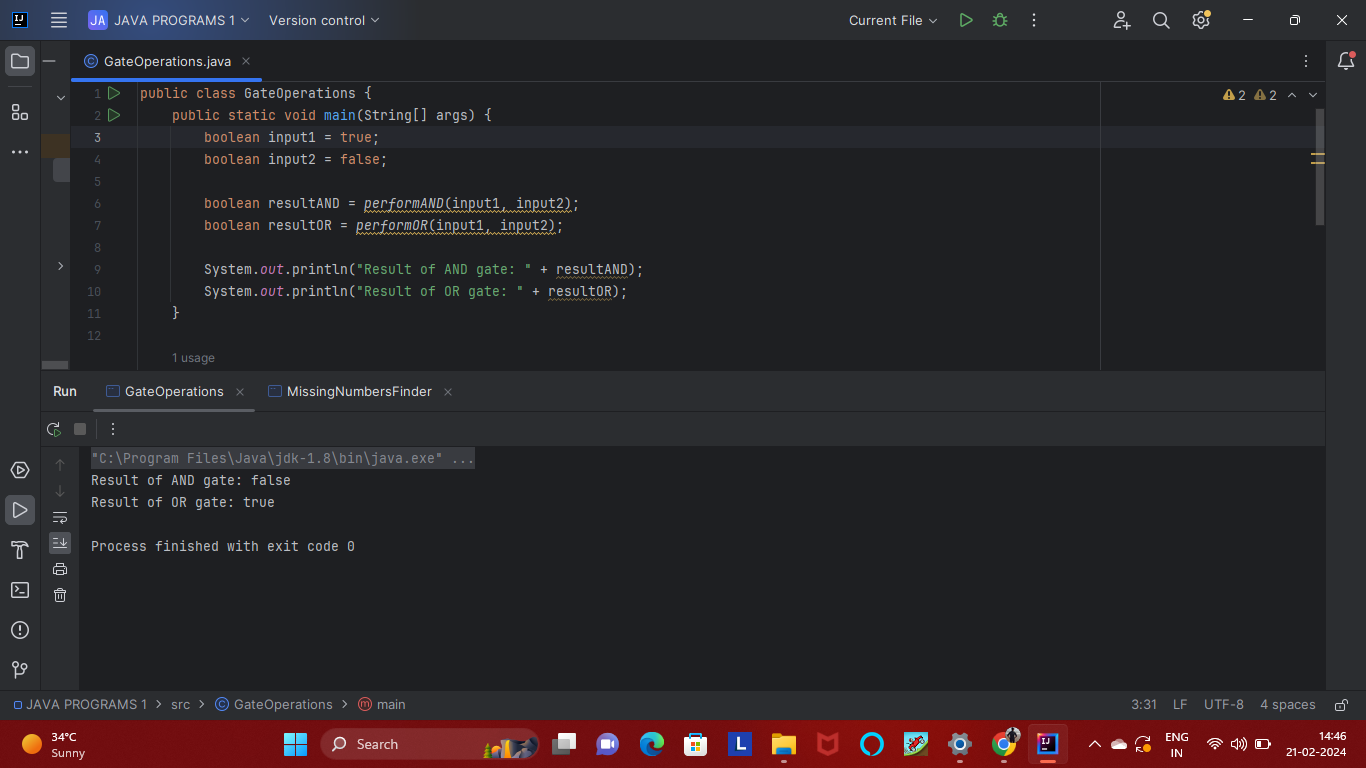 JA JAVA PROGRAMS 1 Version control Current File
GateOperations.java
1 public class GateOperations {
2 public static void main(String[] args) {
3 boolean input1 = true;
4 boolean input2 = false;
5
6 boolean resultAND = performAND(input1, input2);
7 boolean resultOR = performOR(input1, input2);
8
9 System.out.println("Result of AND gate: " + resultAND);
10 System.out.println("Result of OR gate: " + resultOR);
11 }
12
1 usage
2 2
Run GateOperations MissingNumbersFinder
"C:\Program Files\Java\jdk-1.8\bin\java.exe" ...
Result of AND gate: false
Result of OR gate: true
Process finished with exit code 0
JAVA PROGRAMS 1 > src > GateOperations > main 3:31 LF UTF-8 4 spaces
34°C
Sunny
Search
L
ENG
IN
14:46
21-02-2024